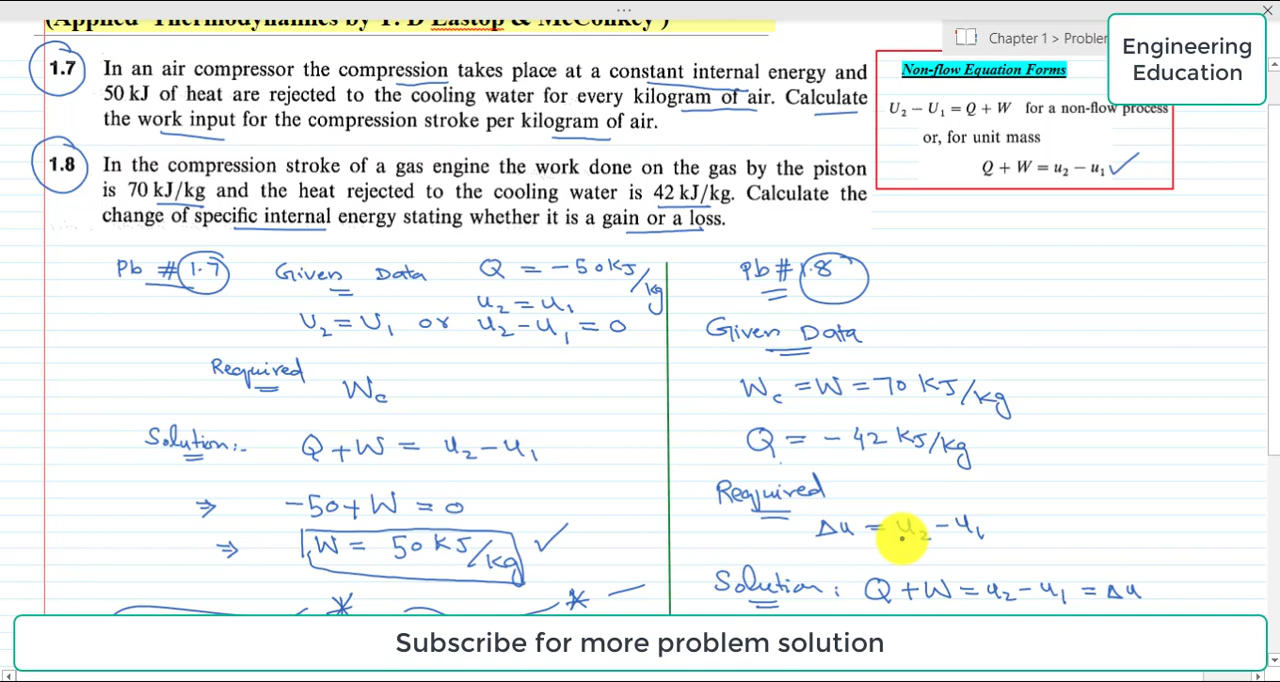 (Applied Thermodynamics by T. D Eastop & McConkey )
Chapter 1 > Probler
Engineering
Education
1.7 In an air compressor the compression takes place at a constant internal energy and
50 kJ of heat are rejected to the cooling water for every kilogram of air. Calculate
the work input for the compression stroke per kilogram of air.
1.8 In the compression stroke of a gas engine the work done on the gas by the piston
is 70 kJ/kg and the heat rejected to the cooling water is 42 kJ/kg. Calculate the
change of specific internal energy stating whether it is a gain or a loss.
Non-flow Equation Forms
U₂ − U₁ = Q + W for a non-flow process
or, for unit mass
Q + W = u₂ − u₁ ✓
Pb # 1.7 Given Data Q = -50 KJ/kg
u₂ = u₁
U₂ = U₁ or u₂ - u₁ = 0
Required Wc
Solution:- Q + W = u₂ - u₁
⇒ -50 + W = 0
⇒ W = 50 KJ/kg ✓
Pb # 1.8
Given Data
Wc = W = 70 KJ/kg
Q = - 42 KJ/kg
Required
Δu = u₂ - u₁
Solution: Q + W = u₂ - u₁ = Δu
Subscribe for more problem solution